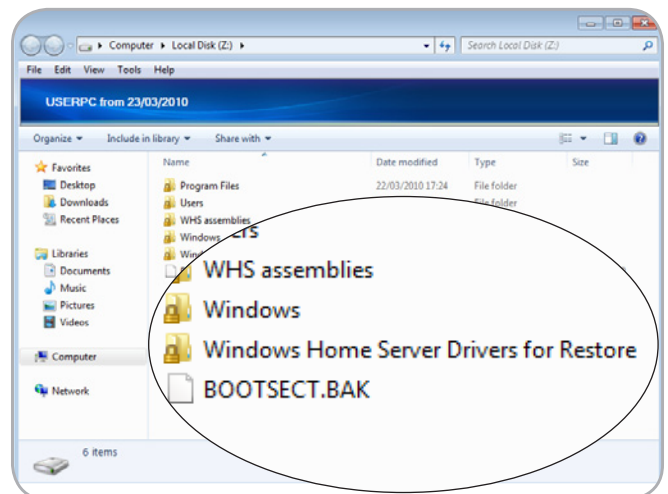 Computer ▸ Local Disk (Z:) ▸ Search Local Disk (Z:)
File Edit View Tools Help
USERPC from 23/03/2010
Organize Include in library Share with
Favorites
Desktop
Downloads
Recent Places
Libraries
Documents
Music
Pictures
Videos
Computer
Network
Name Date modified Type Size
Program Files 22/03/2010 17:24 File folder
Users File folder
WHS assemblies
Windows
WHS assemblies
Windows
Windows Home Server Drivers for Restore
BOOTSECT.BAK
6 items